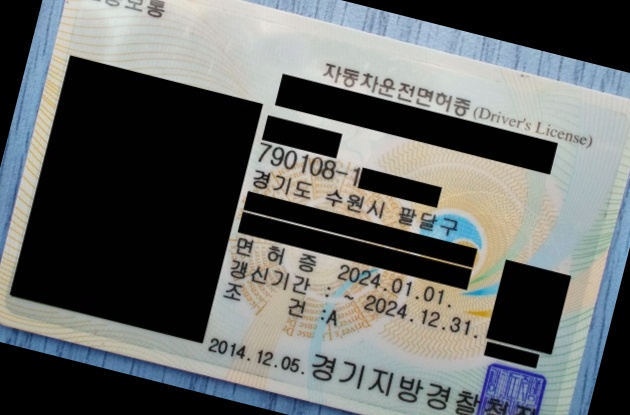 자동차운전면허증 (Driver's License)
790108-1
경기도 수원시 팔달구
면 허 증 2024.01.01.
갱신기간 : ~ 2024.12.31.
조 건 :A
2014.12.05. 경기지방경찰청장